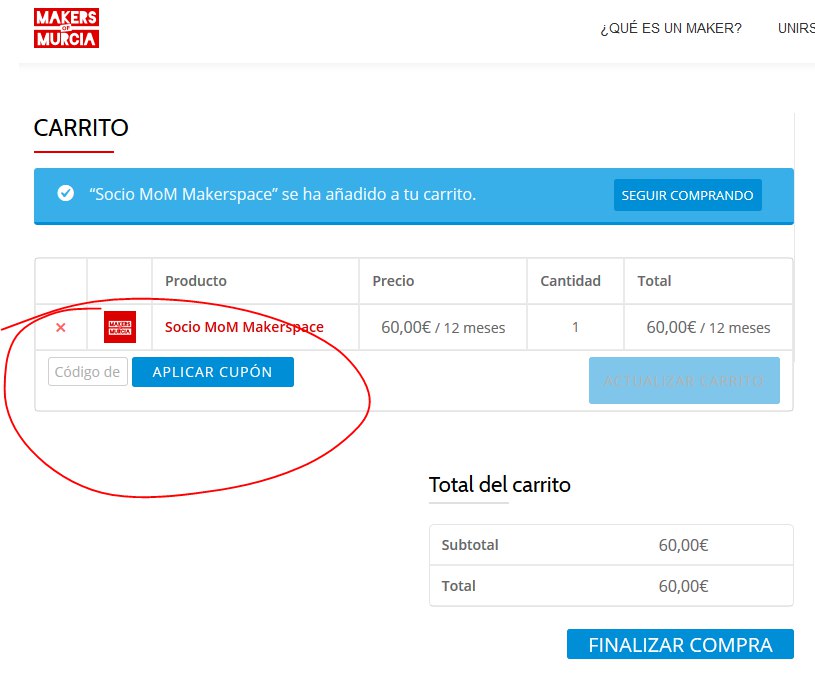 MAKERS
OF
MURCIA
¿QUÉ ES UN MAKER? UNIRS
CARRITO
“Socio MoM Makerspace” se ha añadido a tu carrito. SEGUIR COMPRANDO
Producto Precio Cantidad Total
× MAKERS MURCIA Socio MoM Makerspace 60,00€ / 12 meses 1 60,00€ / 12 meses
Código de APLICAR CUPÓN ACTUALIZAR CARRITO
Total del carrito
Subtotal 60,00€
Total 60,00€
FINALIZAR COMPRA